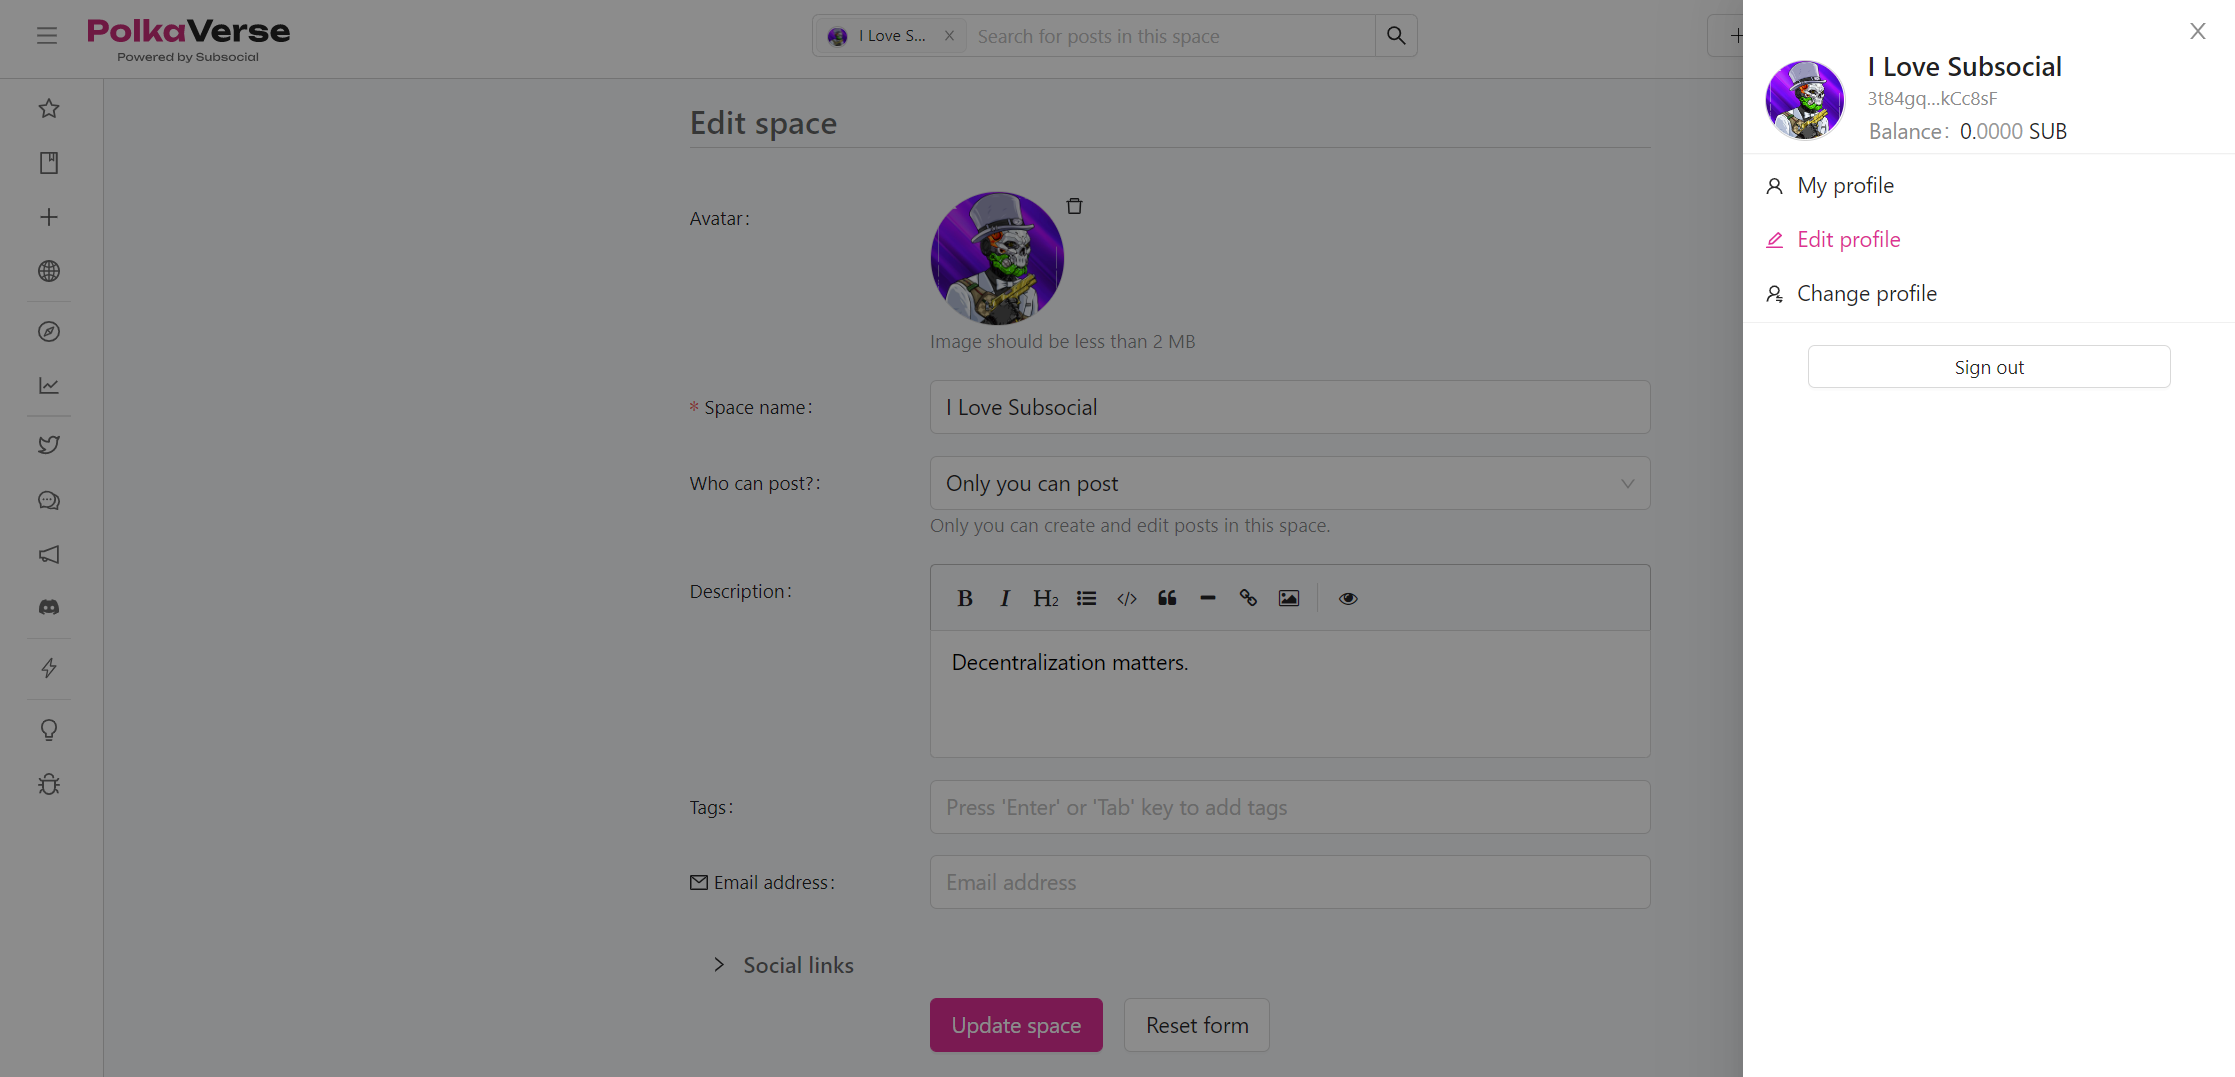 PolkaVerse
Powered by Subsocial
I Love S...
Search for posts in this space
Edit space
Avatar:
Image should be less than 2 MB
* Space name:
I Love Subsocial
Who can post?:
Only you can post
Only you can create and edit posts in this space.
Description:
B I H2
Decentralization matters.
Tags:
Press 'Enter' or 'Tab' key to add tags
Email address:
Email address
Social links
Update space
Reset form
I Love Subsocial
3t84gq...kCc8sF
Balance: 0.0000 SUB
My profile
Edit profile
Change profile
Sign out